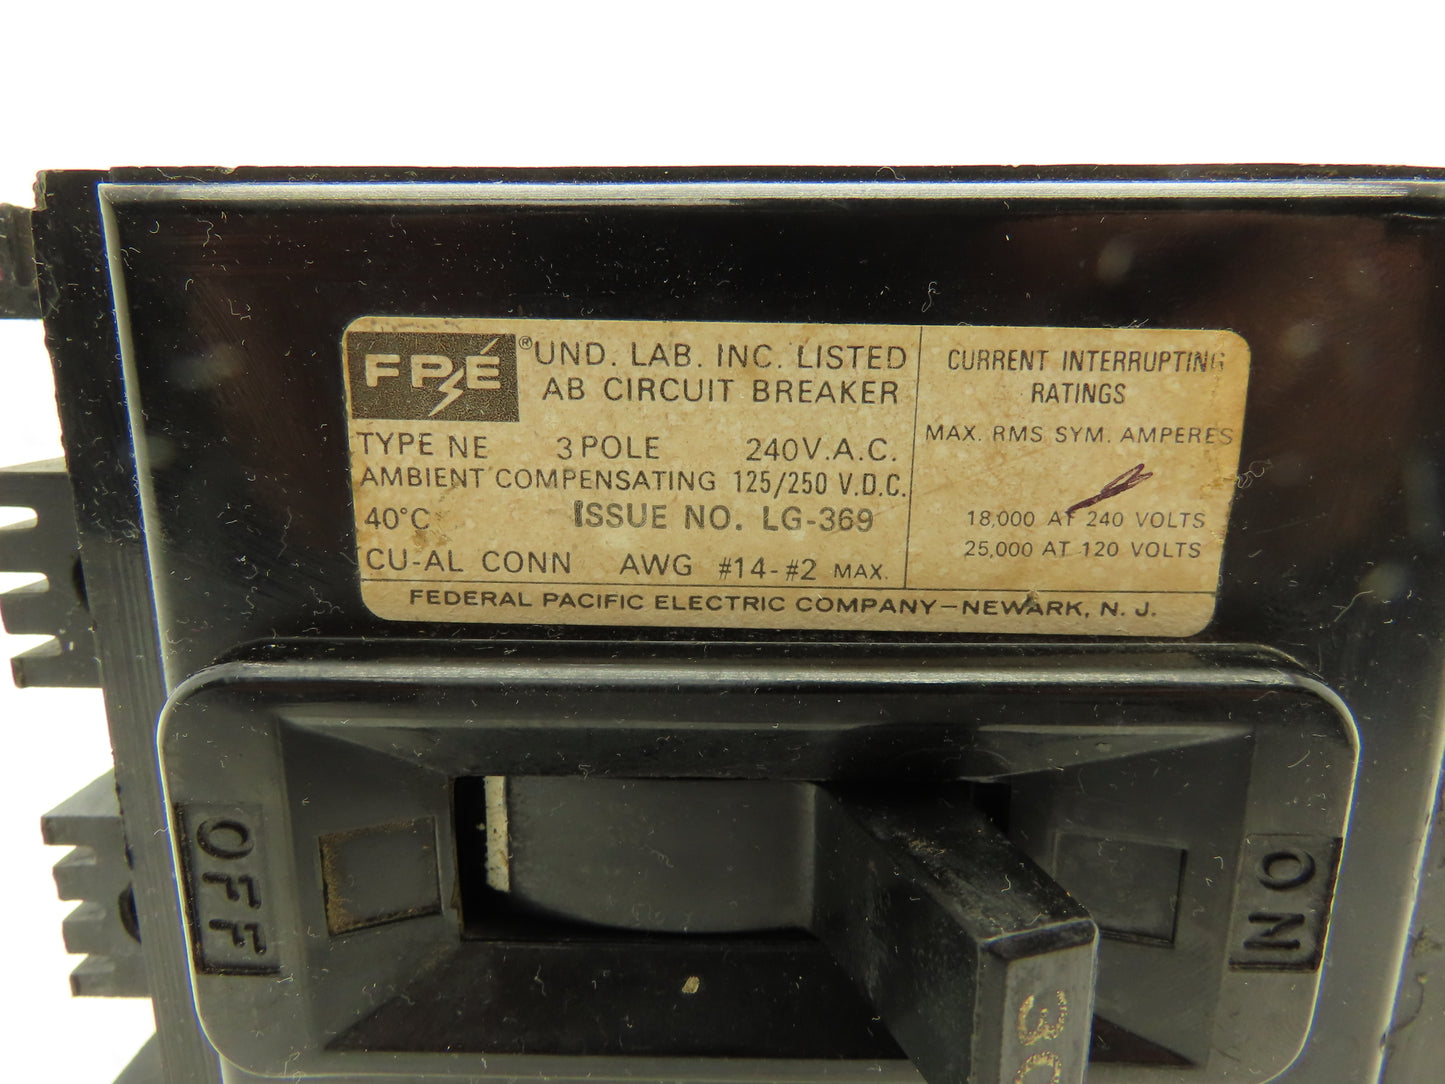 FPE ® UND. LAB. INC. LISTED
AB CIRCUIT BREAKER
TYPE NE 3 POLE 240V.A.C.
AMBIENT COMPENSATING 125/250 V.D.C.
40°C ISSUE NO. LG-369
CU-AL CONN AWG #14-#2 MAX.
CURRENT INTERRUPTING
RATINGS
MAX. RMS SYM. AMPERES
18,000 AT 240 VOLTS
25,000 AT 120 VOLTS
FEDERAL PACIFIC ELECTRIC COMPANY–NEWARK, N. J.
OFF
ON